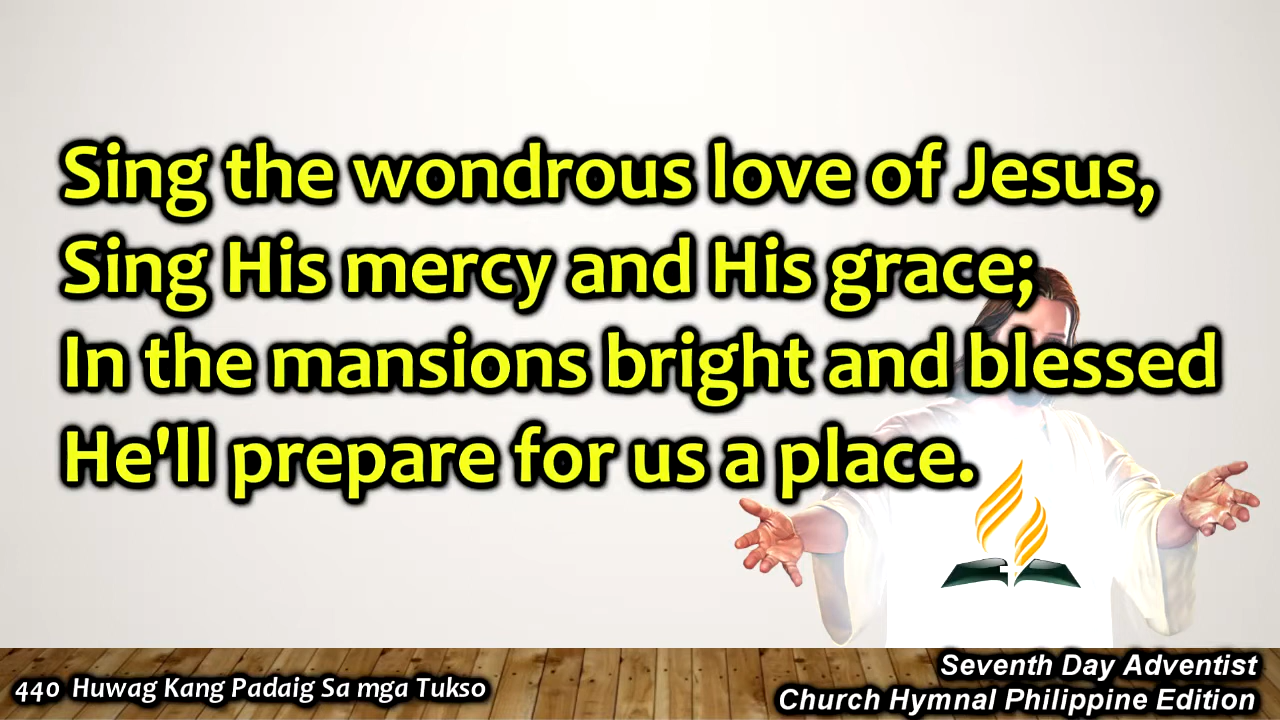 Sing the wondrous love of Jesus,
Sing His mercy and His grace;
In the mansions bright and blessed
He'll prepare for us a place.
440 Huwag Kang Padaig Sa mga Tukso
Seventh Day Adventist
Church Hymnal Philippine Edition